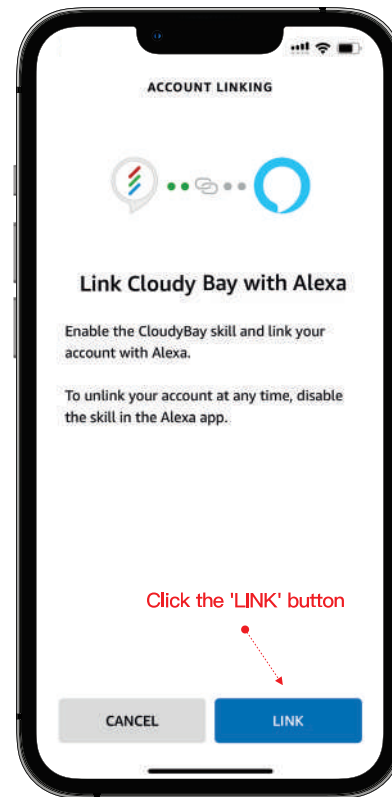 ACCOUNT LINKING
Link Cloudy Bay with Alexa
Enable the CloudyBay skill and link your
account with Alexa.
To unlink your account at any time, disable
the skill in the Alexa app.
Click the 'LINK' button
CANCEL
LINK